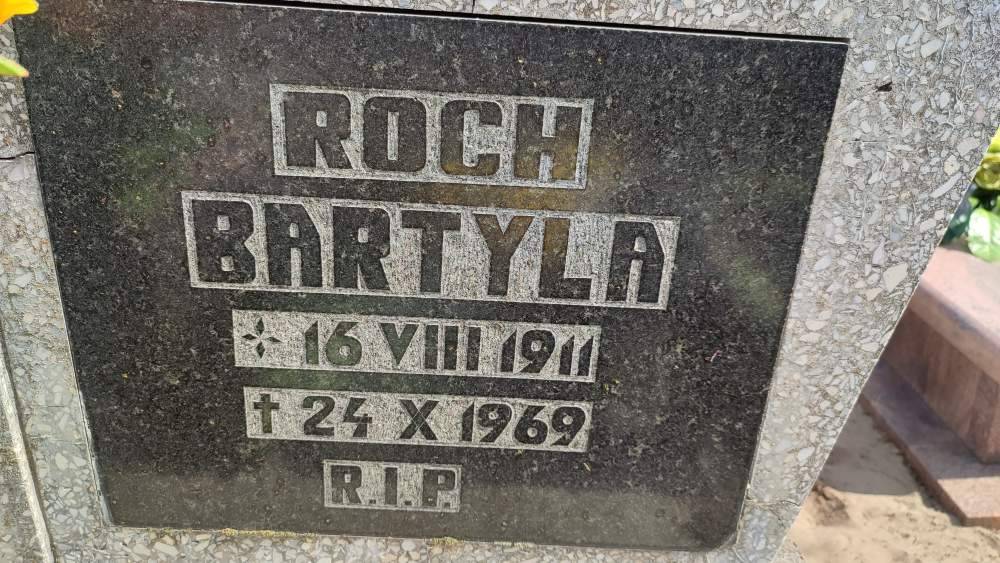 ROCH
BARTYLA
* 16 VIII 1911
† 24 X 1969
R.I.P.